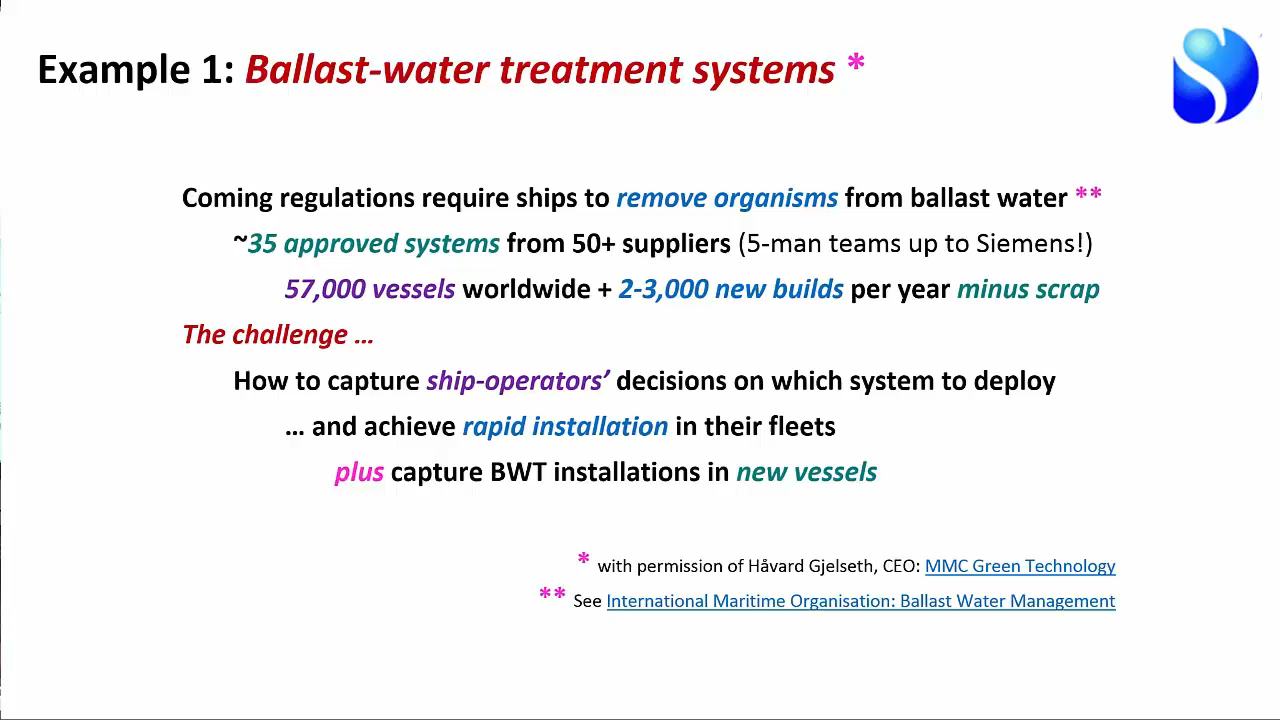 Example 1: Ballast-water treatment systems *
Coming regulations require ships to remove organisms from ballast water **
~35 approved systems from 50+ suppliers (5-man teams up to Siemens!)
57,000 vessels worldwide + 2-3,000 new builds per year minus scrap
The challenge …
How to capture ship-operators’ decisions on which system to deploy
… and achieve rapid installation in their fleets
plus capture BWT installations in new vessels
* with permission of Håvard Gjelseth, CEO: MMC Green Technology
** See International Maritime Organisation: Ballast Water Management